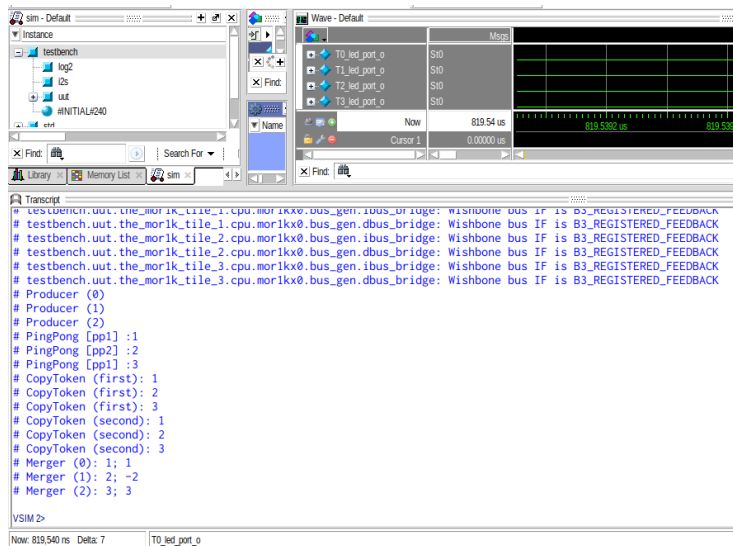 sim - Default
Instance
testbench
log2
i2s
uut
#INITIAL#240
std
Find:
Search For
Library
Memory List
sim
Find:
Name
Wave - Default
Msgs
T0_led_port_o St0
T1_led_port_o St0
T2_led_port_o St0
T3_led_port_o St0
Now 819.54 us 819.5392 us 819.539
Cursor 1 0.00000 us
Find:
Transcript
# testbench.uut.the_mor1k_tile_1.cpu.mor1kx0.bus_gen.ibus_bridge: Wishbone bus IF is B3_REGISTERED_FEEDBACK
# testbench.uut.the_mor1k_tile_1.cpu.mor1kx0.bus_gen.dbus_bridge: Wishbone bus IF is B3_REGISTERED_FEEDBACK
# testbench.uut.the_mor1k_tile_2.cpu.mor1kx0.bus_gen.ibus_bridge: Wishbone bus IF is B3_REGISTERED_FEEDBACK
# testbench.uut.the_mor1k_tile_2.cpu.mor1kx0.bus_gen.dbus_bridge: Wishbone bus IF is B3_REGISTERED_FEEDBACK
# testbench.uut.the_mor1k_tile_3.cpu.mor1kx0.bus_gen.ibus_bridge: Wishbone bus IF is B3_REGISTERED_FEEDBACK
# testbench.uut.the_mor1k_tile_3.cpu.mor1kx0.bus_gen.dbus_bridge: Wishbone bus IF is B3_REGISTERED_FEEDBACK
# Producer (0)
# Producer (1)
# Producer (2)
# PingPong [pp1] :1
# PingPong [pp2] :2
# PingPong [pp1] :3
# CopyToken (first): 1
# CopyToken (first): 2
# CopyToken (first): 3
# CopyToken (second): 1
# CopyToken (second): 2
# CopyToken (second): 3
# Merger (0): 1; 1
# Merger (1): 2; -2
# Merger (2): 3; 3
VSIM 2>
Now: 819,540 ns Delta: 7 T0_led_port_o